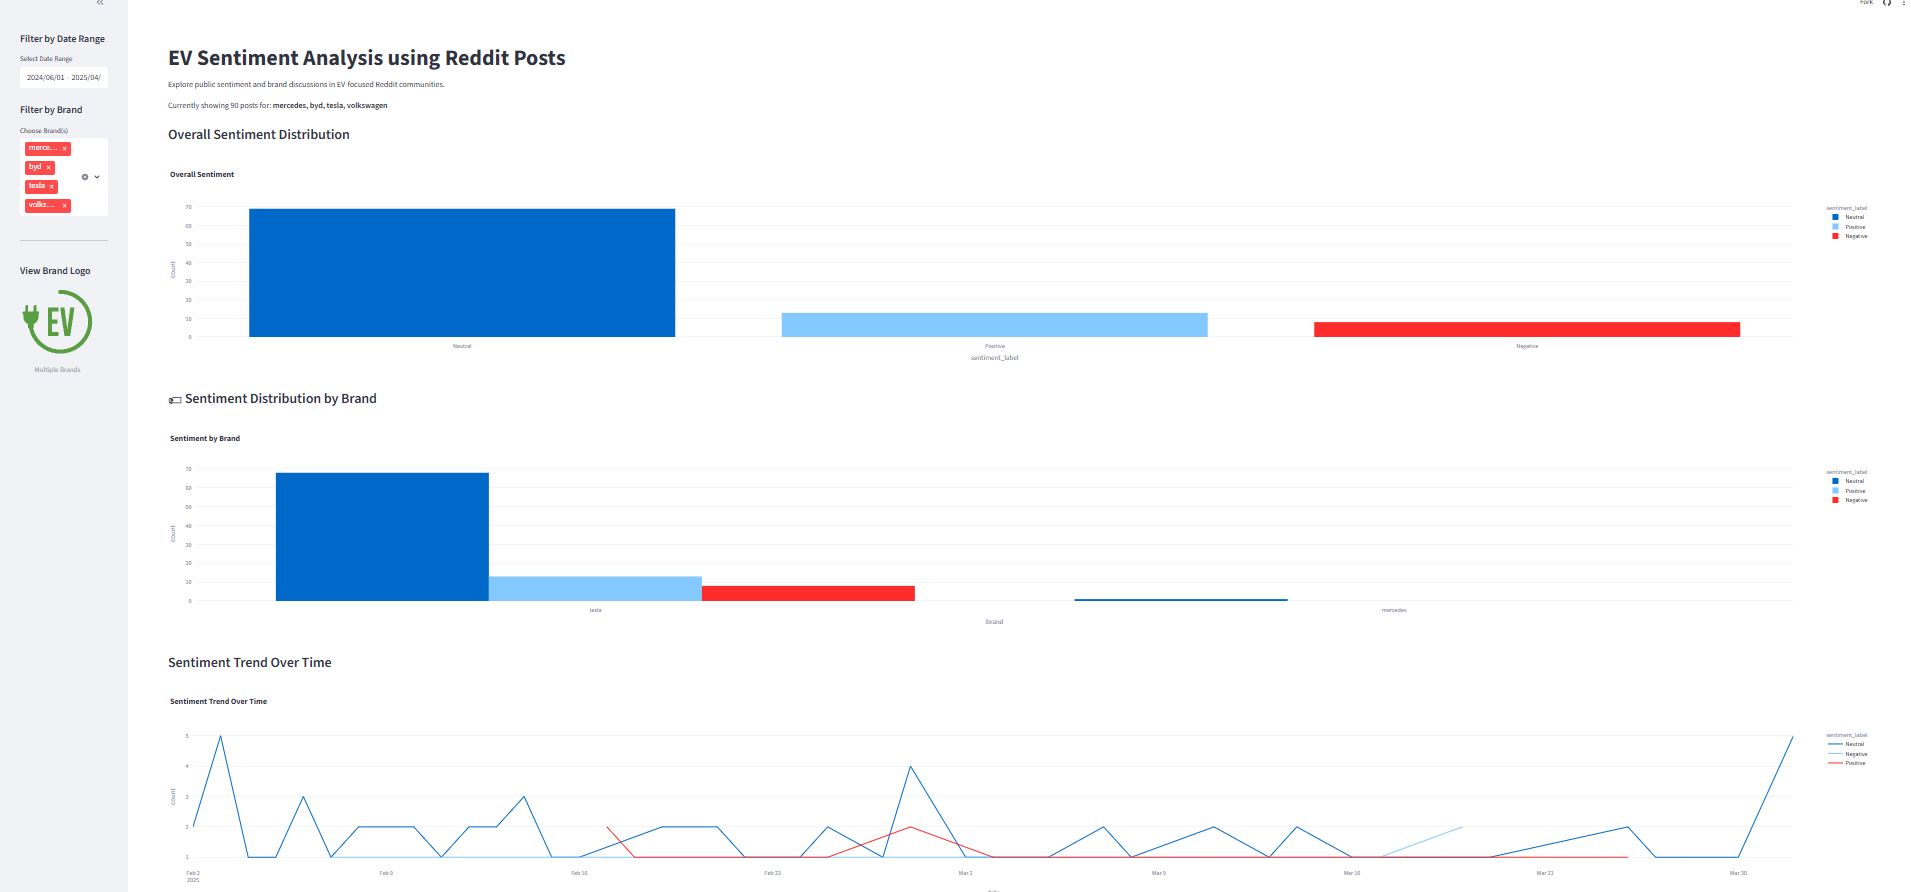 «
Fork
Filter by Date Range
Select Date Range
2024/06/01 - 2025/04/
Filter by Brand
Choose Brand(s)
merce... ×
byd ×
tesla ×
volks... ×
View Brand Logo
EV
Multiple Brands
EV Sentiment Analysis using Reddit Posts
Explore public sentiment and brand discussions in EV focused Reddit communities.
Currently showing 90 posts for: mercedes, byd, tesla, volkswagen
Overall Sentiment Distribution
Overall Sentiment
70
60
50
40
30
20
10
0
count
Neutral
Positive
Negative
sentiment_label
sentiment_label
Neutral
Positive
Negative
Sentiment Distribution by Brand
Sentiment by Brand
70
60
50
40
30
20
10
0
count
tesla
mercedes
brand
sentiment_label
Neutral
Positive
Negative
Sentiment Trend Over Time
Sentiment Trend Over Time
5
4
3
2
1
count
Feb 2
2025
Feb 9
Feb 16
Feb 23
Mar 2
Mar 9
Mar 16
Mar 23
Mar 30
sentiment_label
Neutral
Negative
Positive